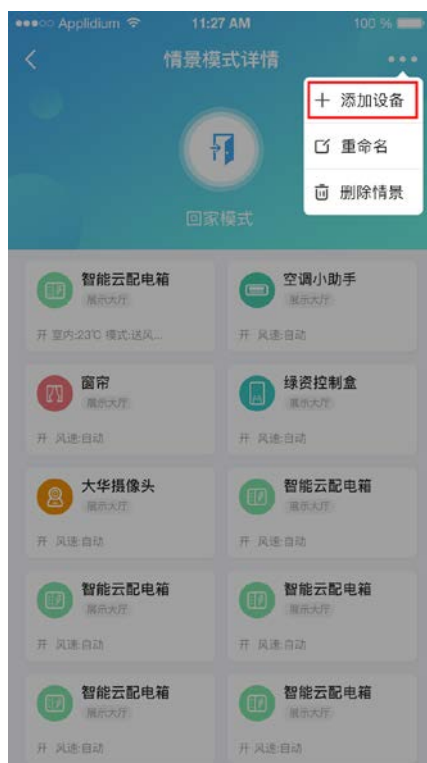 Applidium 11:27 AM 100 %
情景模式详情
添加设备
重命名
删除情景
回家模式
智能云配电箱
展示大厅
开 室内:23℃ 模式:送风...
空调小助手
展示大厅
开 风速:自动
窗帘
展示大厅
开 风速:自动
绿资控制盒
展示大厅
开 风速:自动
大华摄像头
展示大厅
开 风速:自动
智能云配电箱
展示大厅
开 风速:自动
智能云配电箱
展示大厅
开 风速:自动
智能云配电箱
展示大厅
开 风速:自动
智能云配电箱
展示大厅
开 风速:自动
智能云配电箱
展示大厅
开 风速:自动